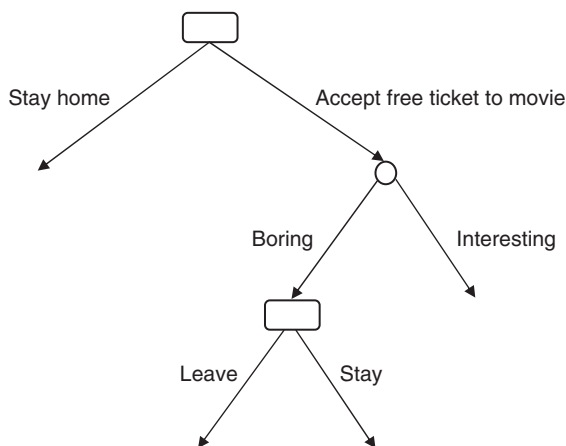 Stay home
Accept free ticket to movie
Boring
Interesting
Leave
Stay